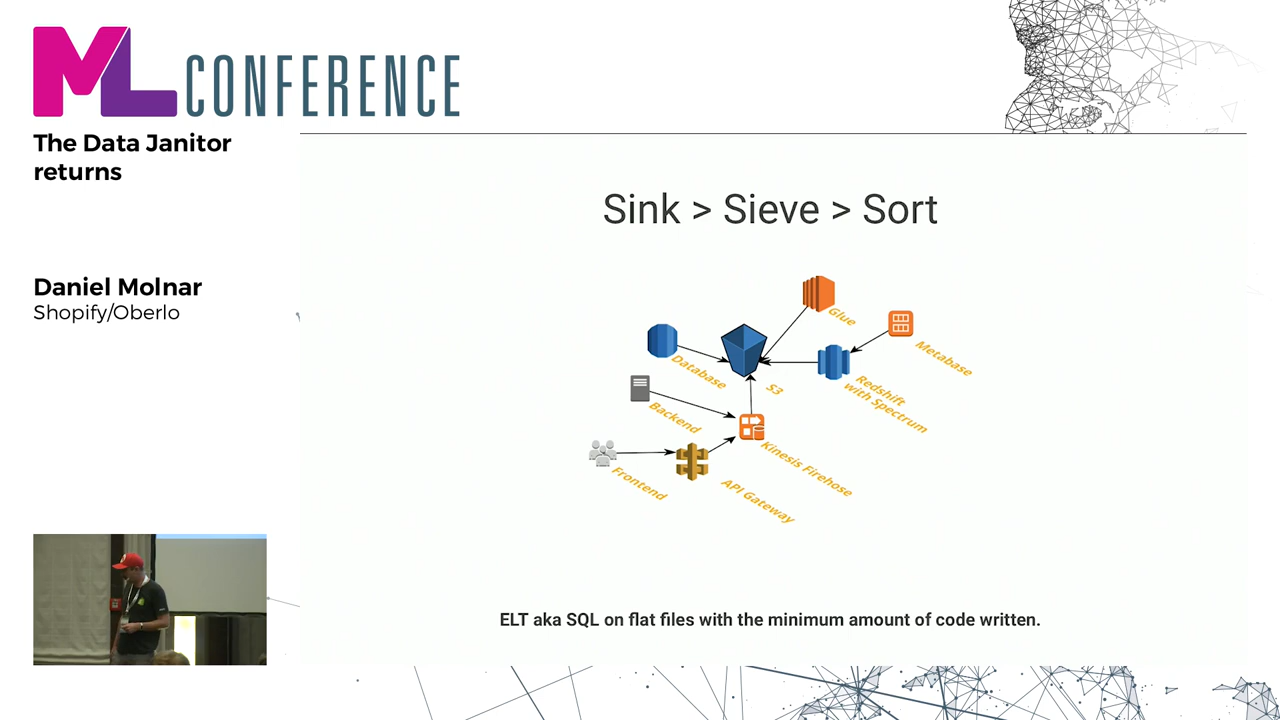 ML CONFERENCE
The Data Janitor
returns
Daniel Molnar
Shopify/Oberlo
Sink > Sieve > Sort
Glue
Metabase
Database
S3
Redshift
with Spectrum
Backend
Kinesis Firehose
Frontend
API Gateway
ELT aka SQL on flat files with the minimum amount of code written.